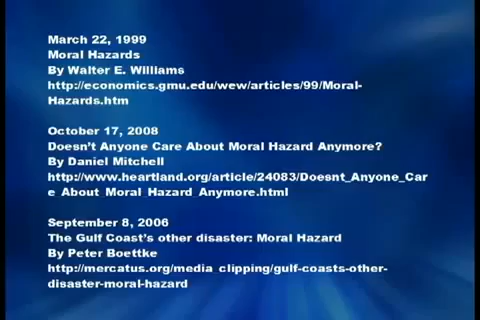 March 22, 1999
Moral Hazards
By Walter E. Williams
http://economics.gmu.edu/wew/articles/99/Moral-
Hazards.htm
October 17, 2008
Doesn't Anyone Care About Moral Hazard Anymore?
By Daniel Mitchell
http://www.heartland.org/article/24083/Doesnt_Anyone_Car
e_About_Moral_Hazard_Anymore.html
September 8, 2006
The Gulf Coast's other disaster: Moral Hazard
By Peter Boettke
http://mercatus.org/media_clipping/gulf-coasts-other-
disaster-moral-hazard